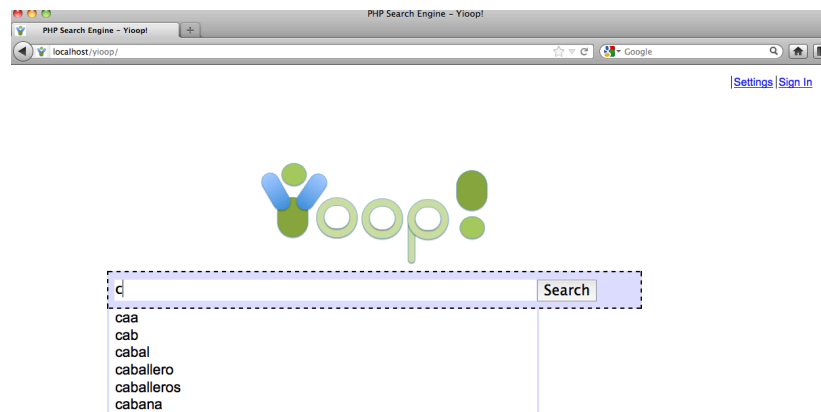 PHP Search Engine – Yioop!
PHP Search Engine – Yioop!
+
localhost/yioop/
Google
Settings Sign In
Yioop!
c
Search
caa
cab
cabal
caballero
caballeros
cabana